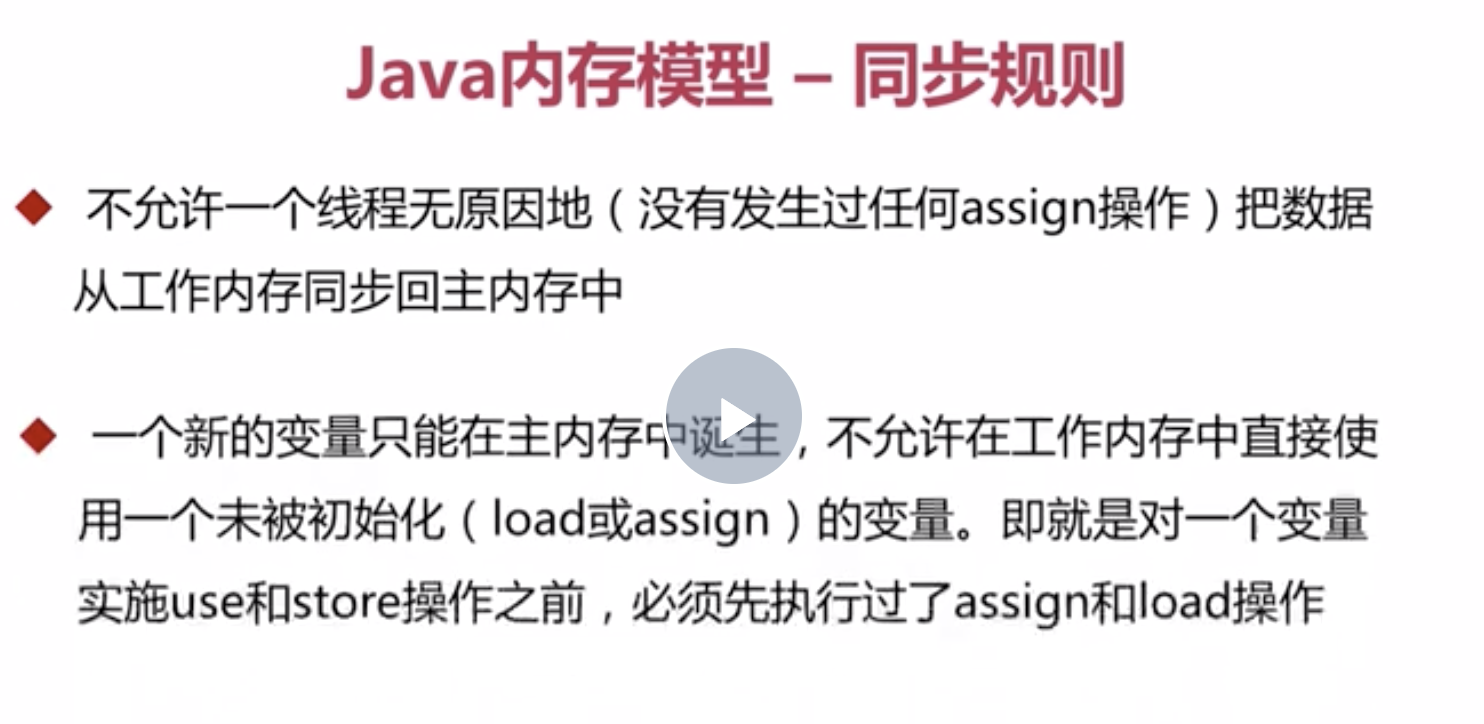 Java内存模型 – 同步规则
不允许一个线程无原因地（没有发生过任何assign操作）把数据
从工作内存同步回主内存中
一个新的变量只能在主内存中诞生，不允许在工作内存中直接使
用一个未被初始化（load或assign）的变量。即就是对一个变量
实施use和store操作之前，必须先执行过了assign和load操作